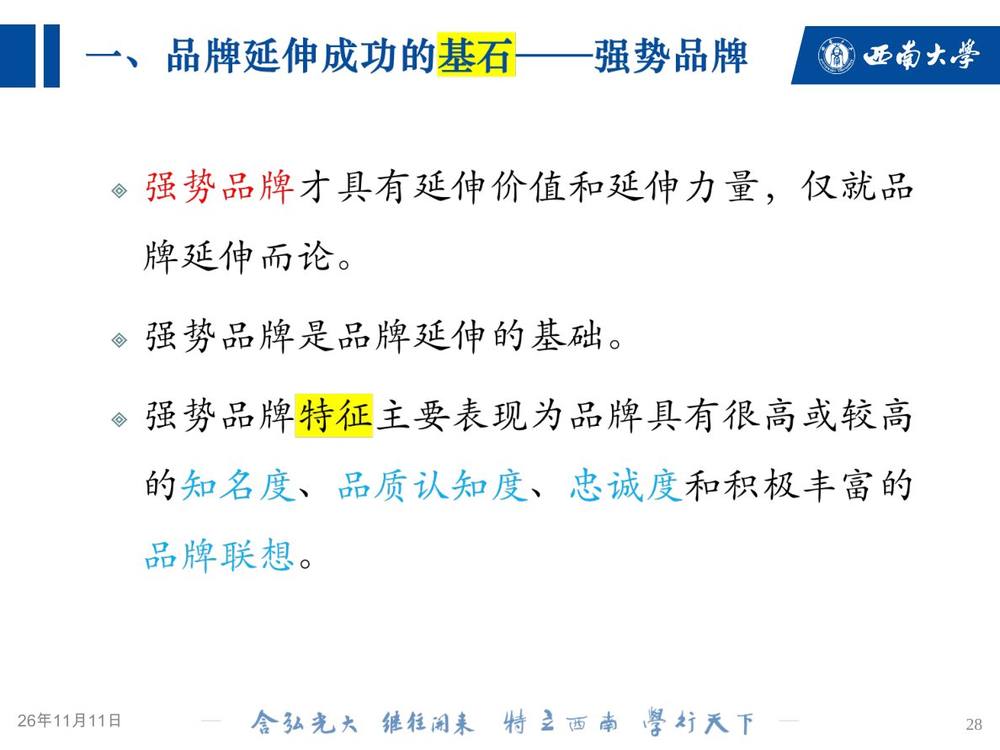 一、品牌延伸成功的基石——强势品牌
西南大学
强势品牌才具有延伸价值和延伸力量，仅就品
牌延伸而论。
强势品牌是品牌延伸的基础。
强势品牌特征主要表现为品牌具有很高或较高
的知名度、品质认知度、忠诚度和积极丰富的
品牌联想。
26年11月11日
含弘光大 继往开来 特立西南 學行天下
28